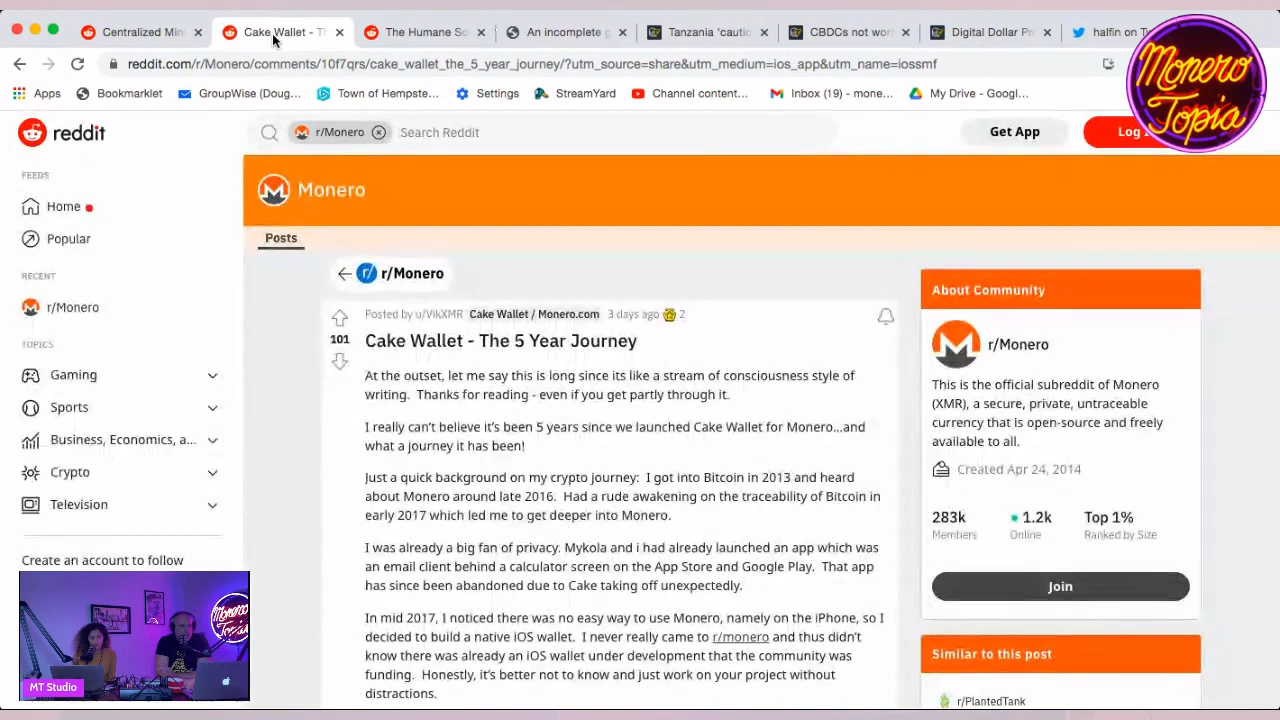 Centralized Mini
Cake Wallet - Th
The Humane So
An incomplete g
Tanzania 'cautio
CBDCs not wor
Digital Dollar Pr
halfin on Tw
reddit.com/r/Monero/comments/10f7qrs/cake_wallet_the_5_year_journey/?utm_source=share&utm_medium=ios_app&utm_name=iossmf
Apps
Bookmarklet
GroupWise (Doug...
Town of Hempste...
Settings
StreamYard
Channel content...
Inbox (19) - mone...
My Drive - Googl...
Monero
Topia
reddit
r/Monero
Search Reddit
Get App
Log
FEEDS
Home
Popular
RECENT
r/Monero
TOPICS
Gaming
Sports
Business, Economics, a...
Crypto
Television
Create an account to follow
Monero
Posts
r/Monero
Posted by u/VikXMR Cake Wallet / Monero.com 3 days ago 2
101
Cake Wallet - The 5 Year Journey
At the outset, let me say this is long since its like a stream of consciousness style of
writing. Thanks for reading - even if you get partly through it.
I really can't believe it's been 5 years since we launched Cake Wallet for Monero...and
what a journey it has been!
Just a quick background on my crypto journey: I got into Bitcoin in 2013 and heard
about Monero around late 2016. Had a rude awakening on the traceability of Bitcoin in
early 2017 which led me to get deeper into Monero.
I was already a big fan of privacy. Mykola and i had already launched an app which was
an email client behind a calculator screen on the App Store and Google Play. That app
has since been abandoned due to Cake taking off unexpectedly.
In mid 2017, I noticed there was no easy way to use Monero, namely on the iPhone, so I
decided to build a native iOS wallet. I never really came to r/monero and thus didn't
know there was already an iOS wallet under development that the community was
funding. Honestly, it's better not to know and just work on your project without
distractions.
About Community
r/Monero
This is the official subreddit of Monero
(XMR), a secure, private, untraceable
currency that is open-source and freely
available to all.
Created Apr 24, 2014
283k
Members
1.2k
Online
Top 1%
Ranked by Size
Join
Similar to this post
r/PlantedTank
Monero
Topia
MT Studio